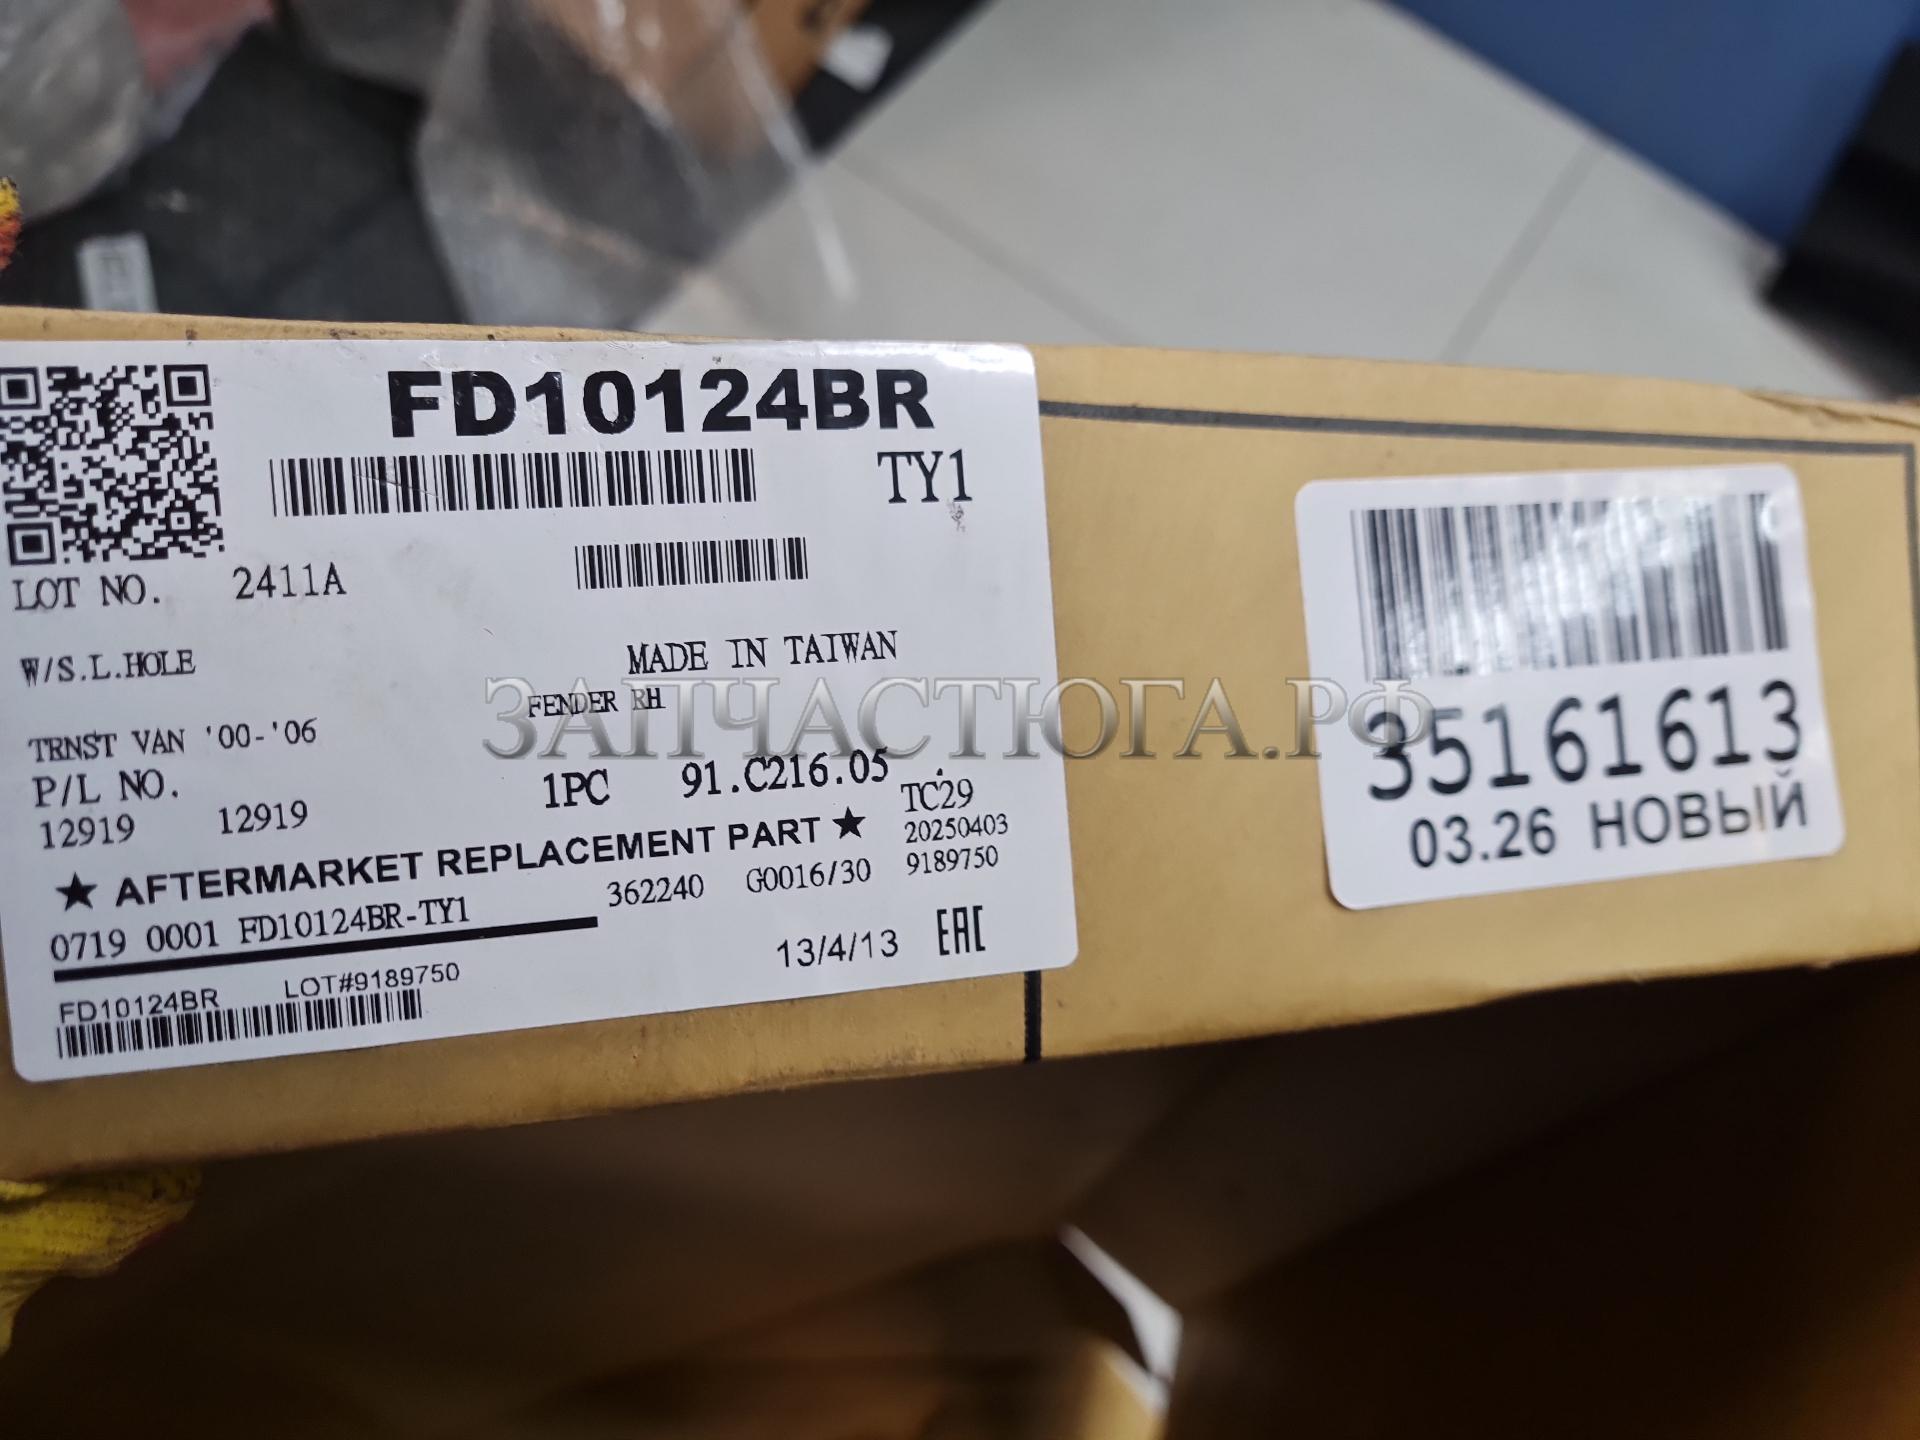 FD10124BR
TY1
LOT NO. 2411A
W/S.L.HOLE
MADE IN TAIWAN
FENDER RH
TRNST VAN '00-'06
P/L NO.
1PC 91.C216.05
12919 12919
TC29
★ AFTERMARKET REPLACEMENT PART ★
20250403
0719 0001 FD10124BR-TY1
362240 G0016/30
9189750
13/4/13 EAC
FD10124BR LOT#9189750
35161613
03.26 НОВЫЙ
ЗАПЧАСТЮГА.РФ